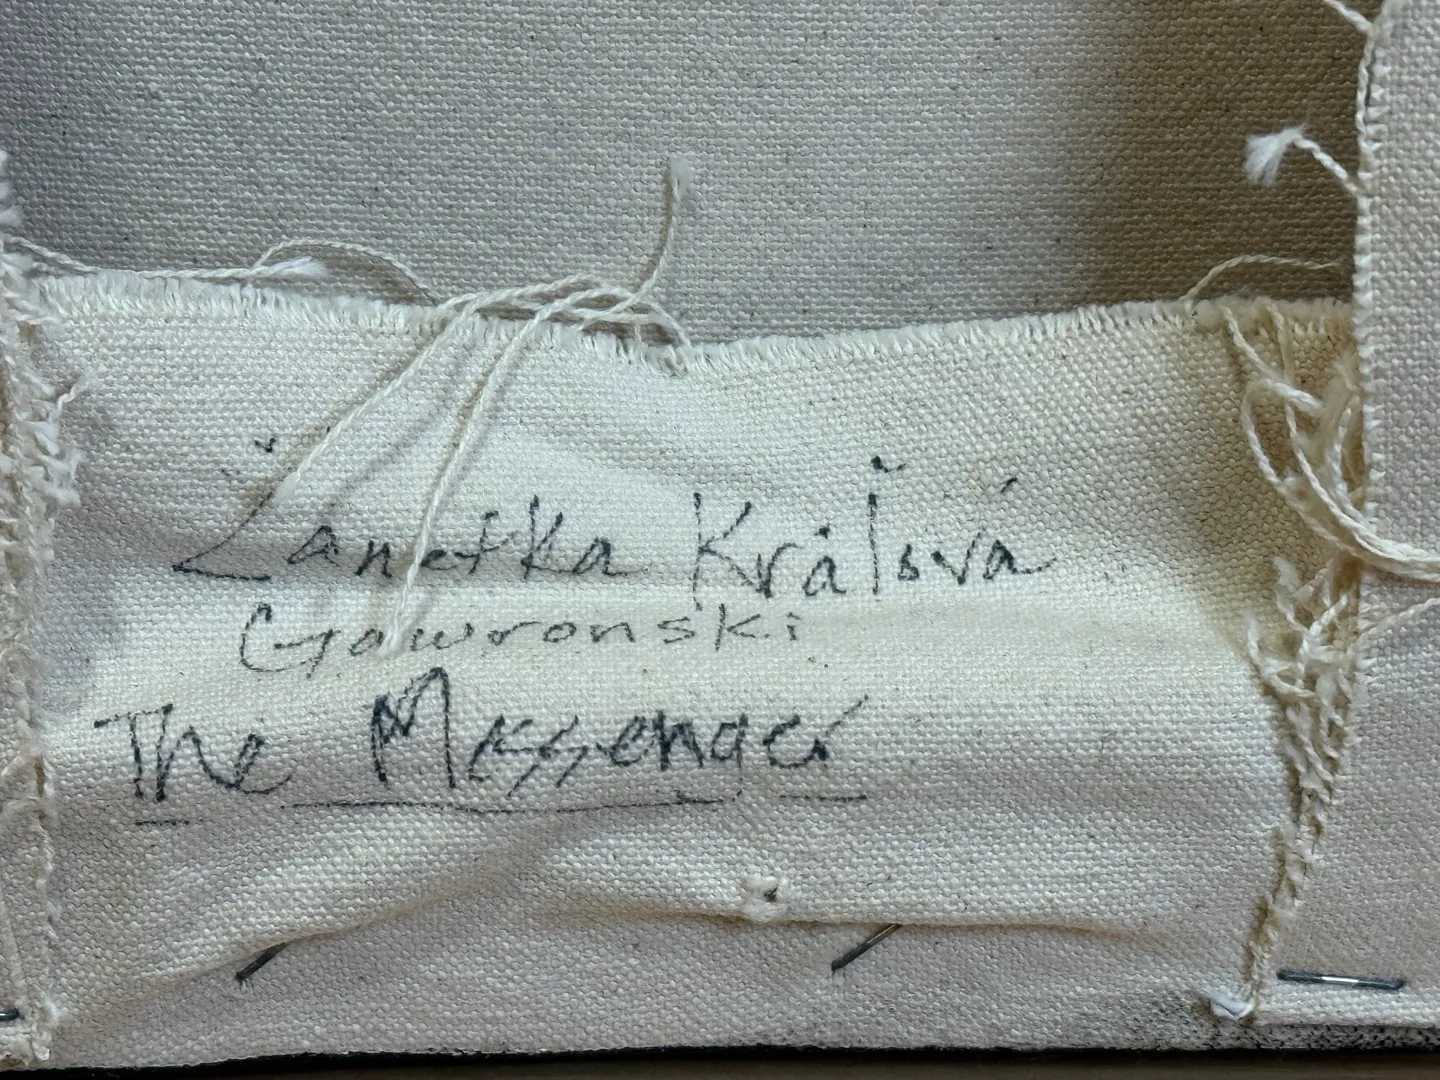 Žanetka Králová
Gawronski
The Messenger